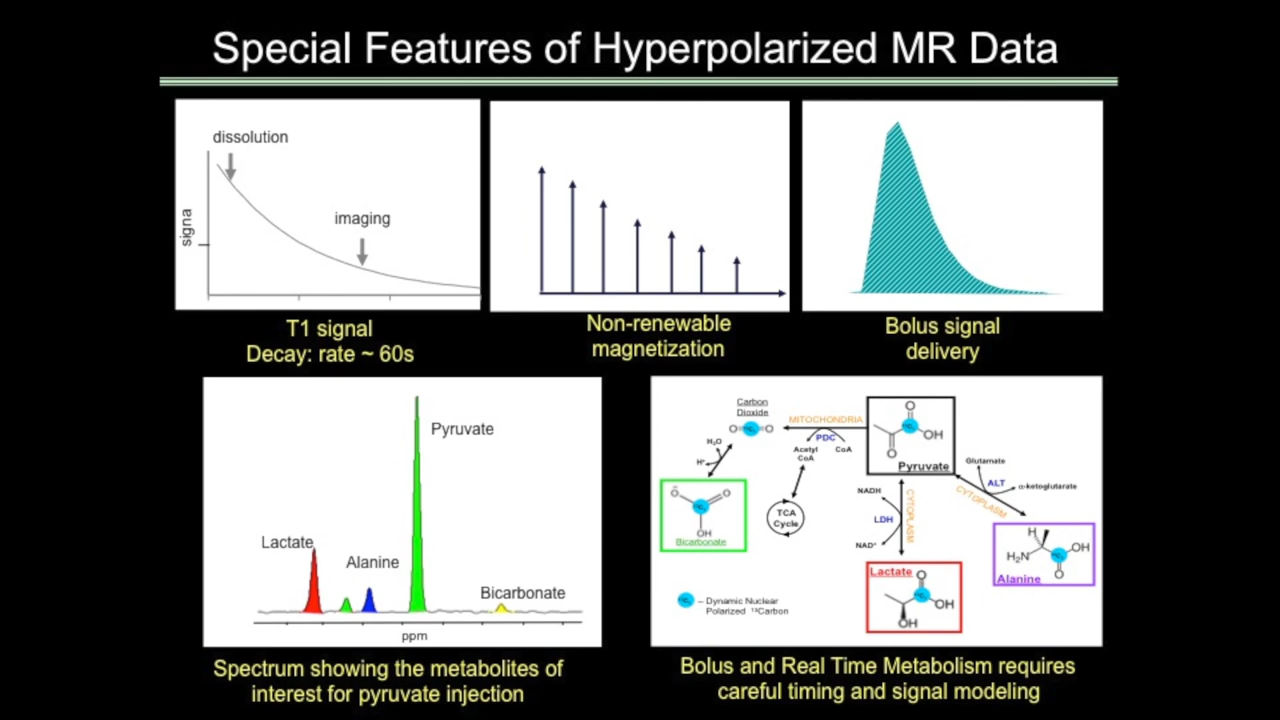 Special Features of Hyperpolarized MR Data
dissolution
imaging
signa
T1 signal
Decay: rate ~ 60s
Non-renewable
magnetization
Bolus signal
delivery
Pyruvate
Lactate
Alanine
Bicarbonate
ppm
Spectrum showing the metabolites of
interest for pyruvate injection
Carbon
Dioxide
O
O
MITOCHONDRIA
PDC
Acetyl
CoA
CoA
H₂O
H⁺
O
OH
O
Pyruvate
Glutamate
ALT
α-ketoglutarate
CYTOPLASM
NADH
LDH
NAD⁺
CYTOPLASM
TCA
Cycle
O
O
OH
Bicarbonate
H
H₂N
OH
O
Alanine
Lactate
O
OH
OH
– Dynamic Nuclear
Polarized ¹³Carbon
Bolus and Real Time Metabolism requires
careful timing and signal modeling